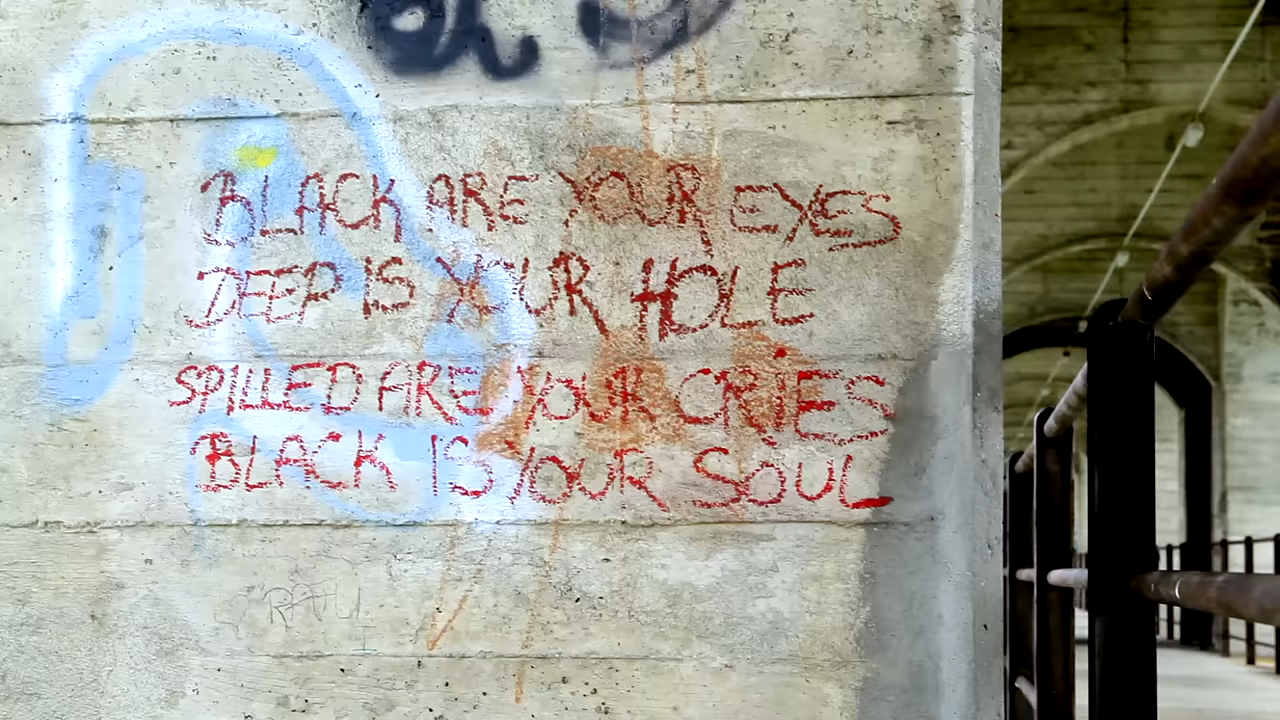 BLACK ARE YOUR EYES
DEEP IS YOUR HOLE
SPILLED ARE YOUR CRIES
BLACK IS YOUR SOUL